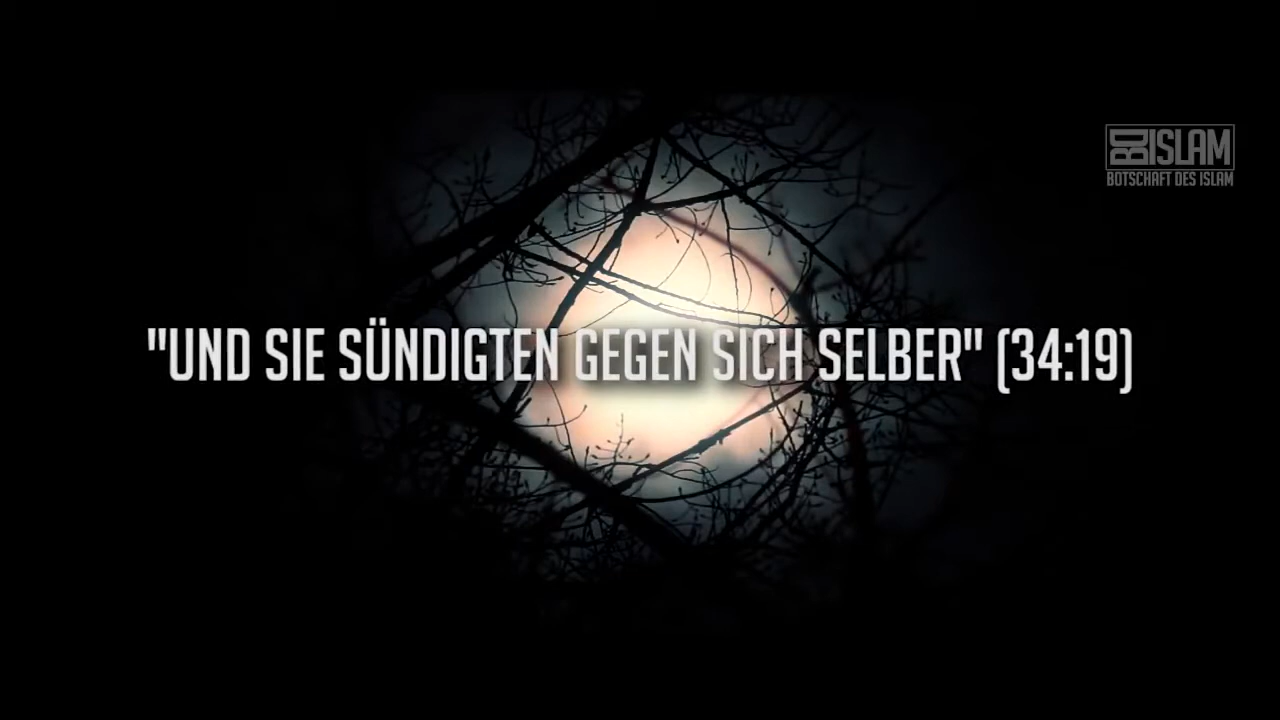 BDISLAM
BOTSCHAFT DES ISLAM
"UND SIE SÜNDIGTEN GEGEN SICH SELBER" (34:19)